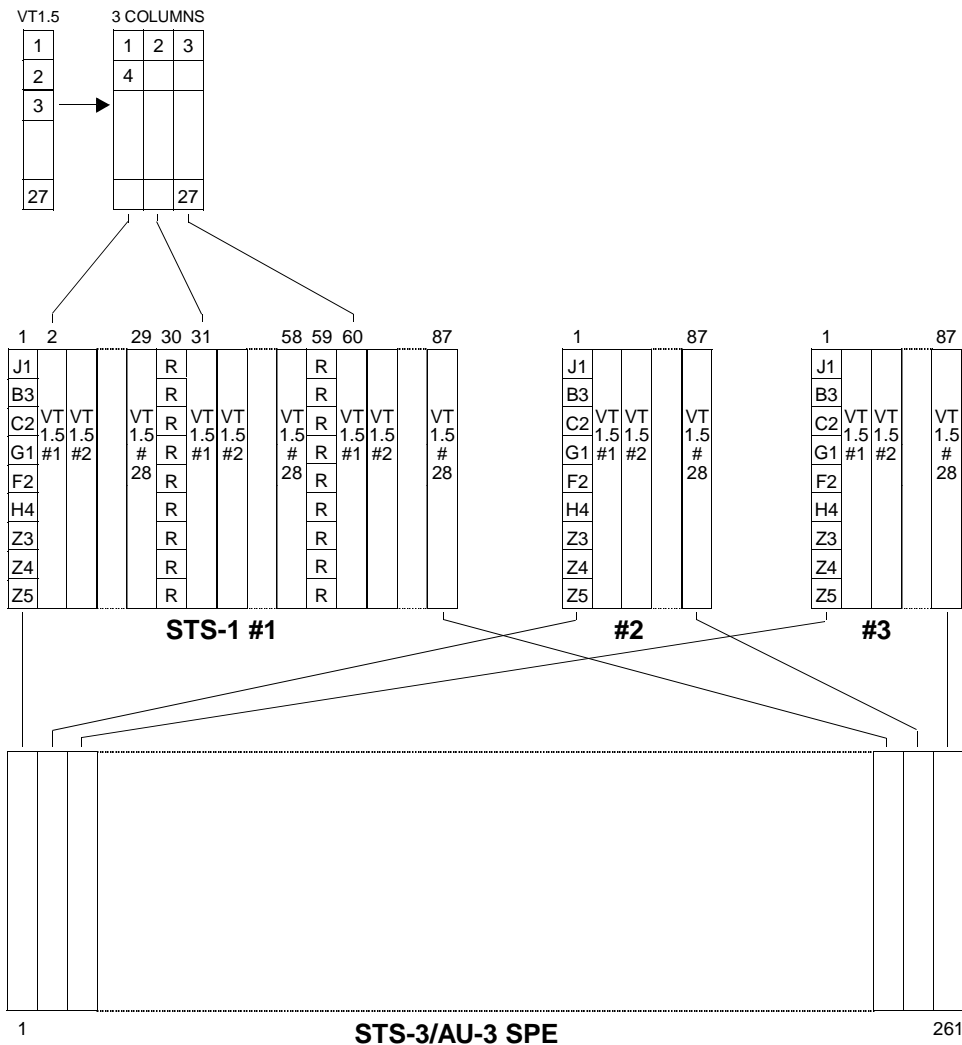 VT1.5 3 COLUMNS
1 1 2 3
2 4
3
27 27
1 2 29 30 31 58 59 60 87 1 87 1 87
J1 R R J1 J1
B3 R R B3 B3
C2 VT VT VT R VT VT VT R VT VT VT C2 VT VT VT C2 VT VT VT
1.5 1.5 1.5 1.5 1.5 1.5 1.5 1.5 1.5 1.5 1.5 1.5 1.5 1.5 1.5
G1 #1 #2 # R #1 #2 # R #1 #2 # G1 #1 #2 # G1 #1 #2 #
F2 28 R 28 R 28 F2 28 F2 28
H4 R R H4 H4
Z3 R R Z3 Z3
Z4 R R Z4 Z4
Z5 R R Z5 Z5
STS-1 #1 #2 #3
1 STS-3/AU-3 SPE 261